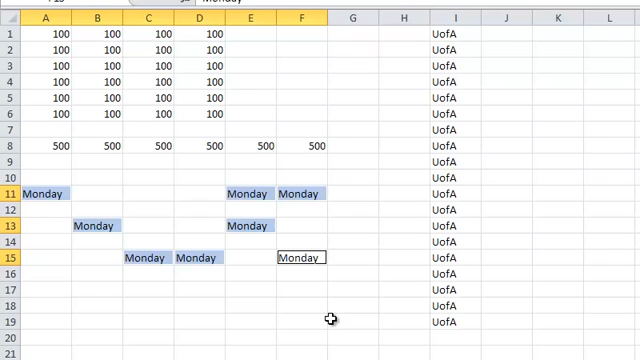 Monday
A B C D E F G H I J K L
1 100 100 100 100 UofA
2 100 100 100 100 UofA
3 100 100 100 100 UofA
4 100 100 100 100 UofA
5 100 100 100 100 UofA
6 100 100 100 100 UofA
7 UofA
8 500 500 500 500 500 500 UofA
9 UofA
10 UofA
11 Monday Monday Monday UofA
12 UofA
13 Monday Monday UofA
14 UofA
15 Monday Monday Monday UofA
16 UofA
17 UofA
18 UofA
19 UofA
20
21